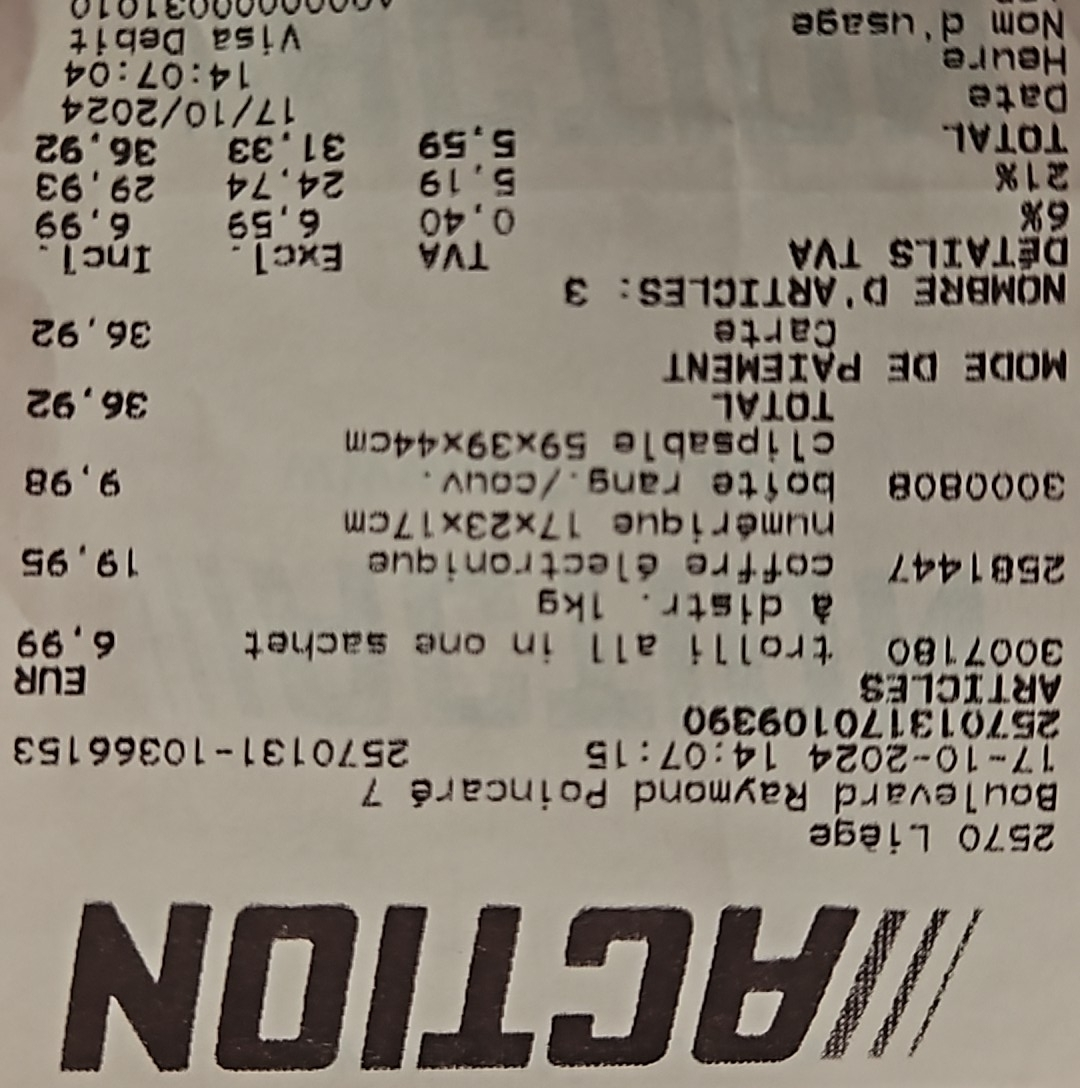 ACTION
2570 Liège
Boulevard Raymond Poincaré 7
17-10-2024 14:07:15 2570131-10366153
257013170109390
ARTICLES EUR
3007180 trolli all in one sachet 6,99
à distr. 1kg
2581447 coffre électronique 19,95
numérique 17x23x17cm
3000808 boîte rang./couv. 9,98
clipsable 59x39x44cm
TOTAL 36,92
MODE DE PAIEMENT
Carte 36,92
NOMBRE D'ARTICLES: 3
DÉTAILS TVA TVA Excl. Incl.
6% 0,40 6,59 6,99
21% 5,19 24,74 29,93
TOTAL 5,59 31,33 36,92
Date 17/10/2024
Heure 14:07:04
Nom d'usage Visa Debit